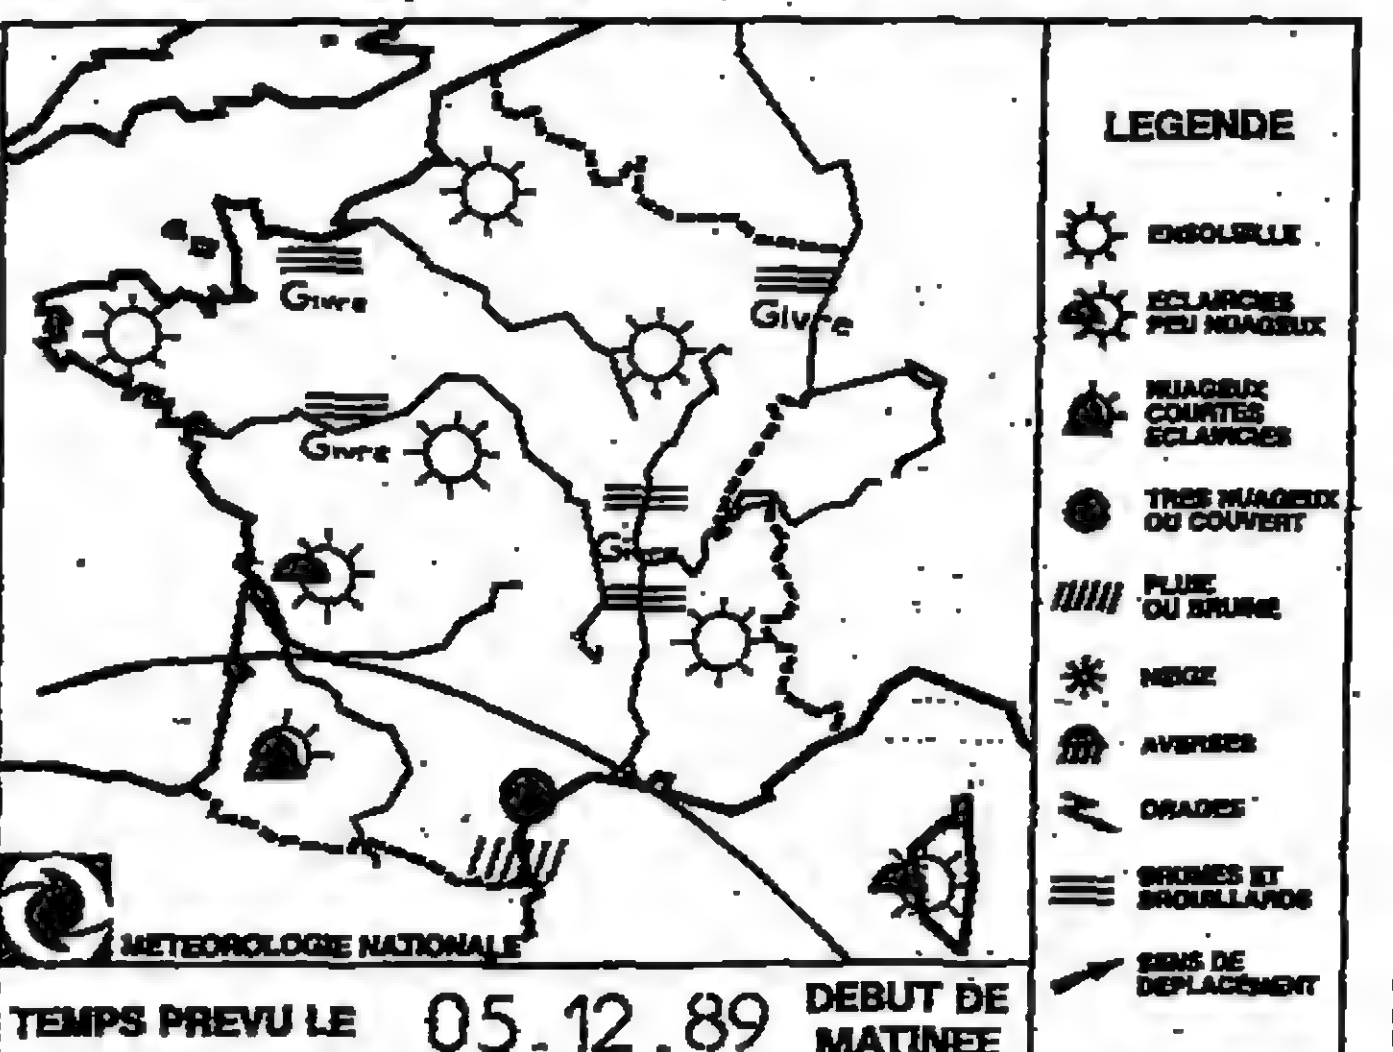 LEGENDE
ENSOLEILLE
ECLAIRCIES
PEU NUAGEUX
NUAGEUX
COURTES
ECLAIRCIES
TRES NUAGEUX
OU COUVERT
PLUIE
OU BRUINE
NEIGE
AVERSES
ORAGES
BRUMES ET
BROUILLARDS
SENS DE
DEPLACEMENT
Givre
Givre
Givre
Givre
METEOROLOGIE NATIONALE
TEMPS PREVU LE 05.12.89 DEBUT DE
MATINEE